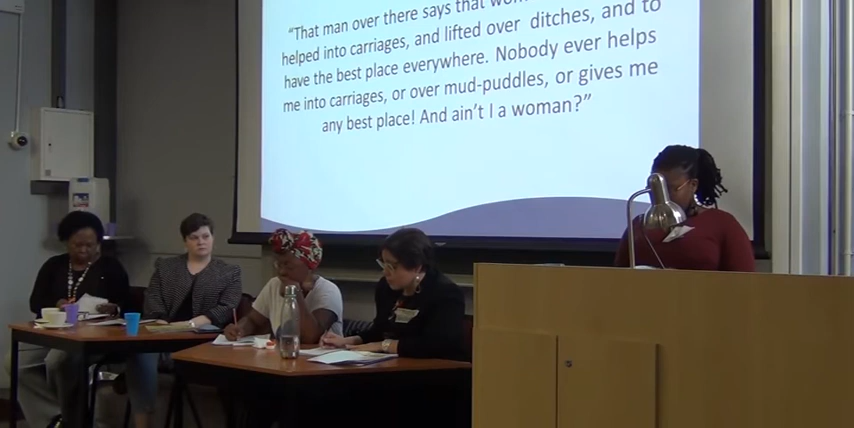 “That man over there says that
helped into carriages, and lifted over ditches, and to
have the best place everywhere. Nobody ever helps
me into carriages, or over mud-puddles, or gives me
any best place! And ain’t I a woman?”